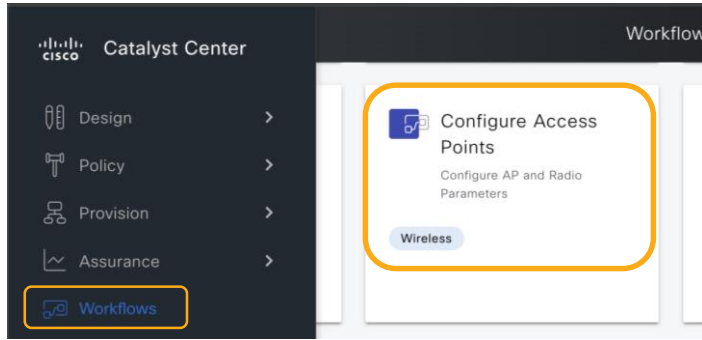 Workflow
cisco
Catalyst Center
Design
Policy
Provision
Assurance
Workflows
Configure Access
Points
Configure AP and Radio
Parameters
Wireless